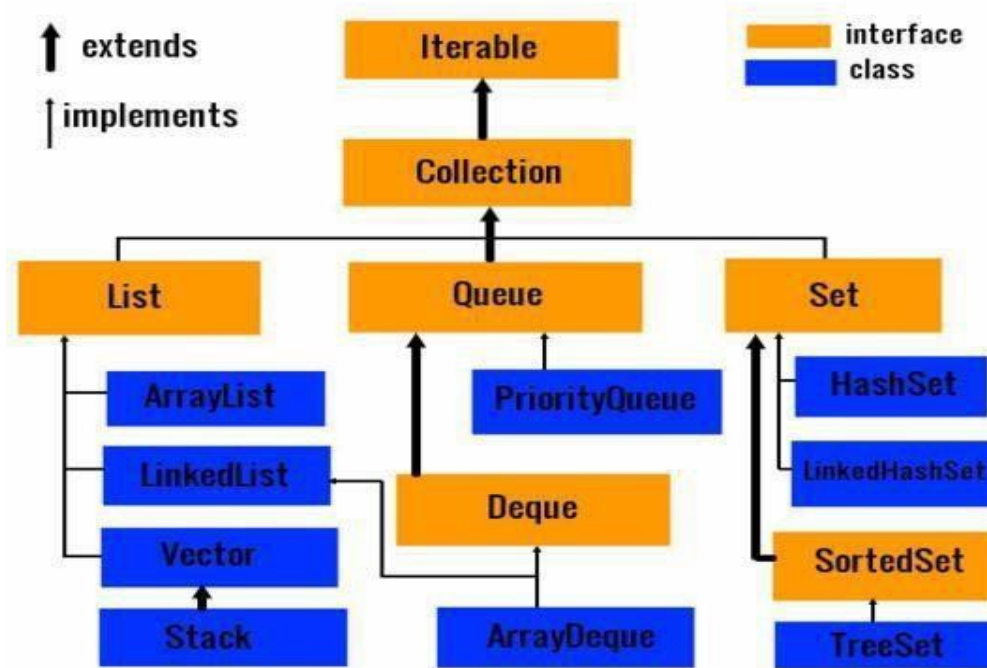 extends
implements
interface
class
Iterable
Collection
List
Queue
Set
ArrayList
PriorityQueue
HashSet
LinkedList
Deque
LinkedHashSet
Vector
SortedSet
Stack
ArrayDeque
TreeSet